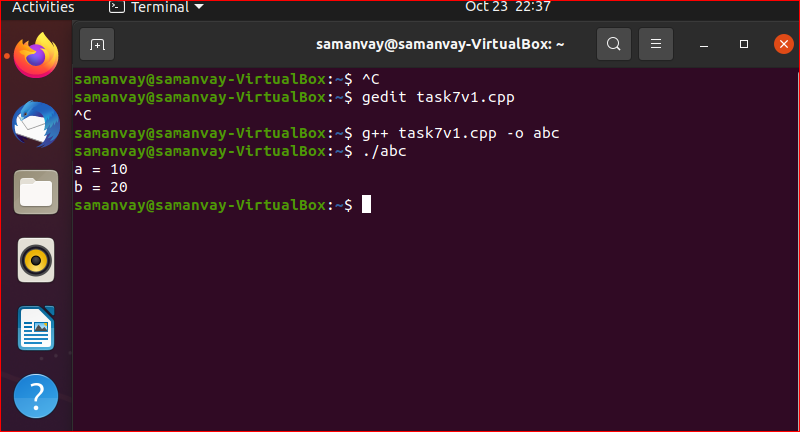 Activities Terminal Oct 23 22:37
samanvay@samanvay-VirtualBox: ~
samanvay@samanvay-VirtualBox:~$ ^C
samanvay@samanvay-VirtualBox:~$ gedit task7v1.cpp
^C
samanvay@samanvay-VirtualBox:~$ g++ task7v1.cpp -o abc
samanvay@samanvay-VirtualBox:~$ ./abc
a = 10
b = 20
samanvay@samanvay-VirtualBox:~$
?